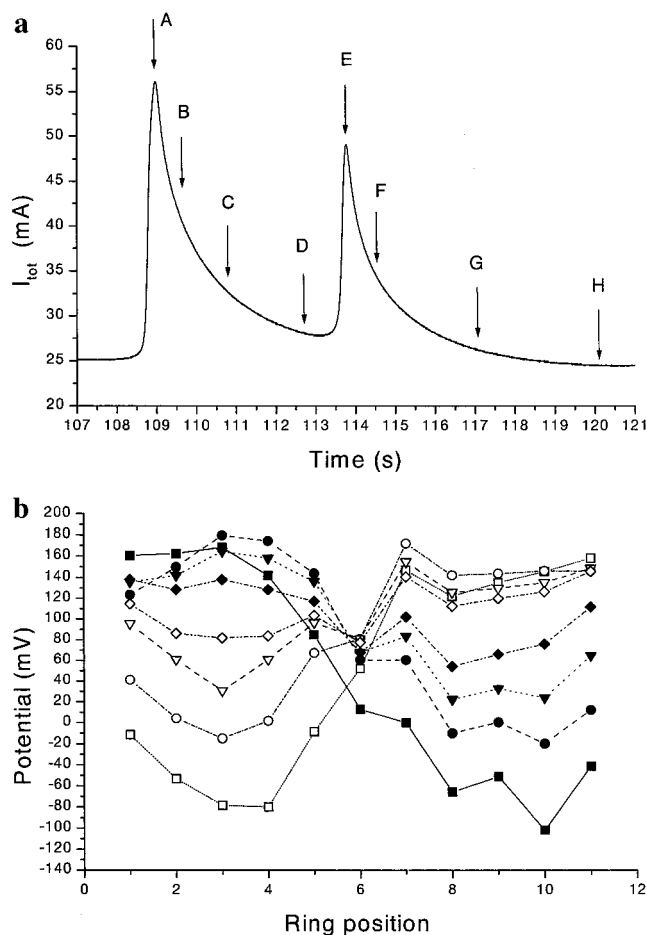 a
A
B
C
D
E
F
G
H
60
55
50
45
40
35
30
25
20
I_tot (mA)
107 108 109 110 111 112 113 114 115 116 117 118 119 120 121
Time (s)
b
200
180
160
140
120
100
80
60
40
20
0
-20
-40
-60
-80
-100
-120
-140
Potential (mV)
0 2 4 6 8 10 12
Ring position